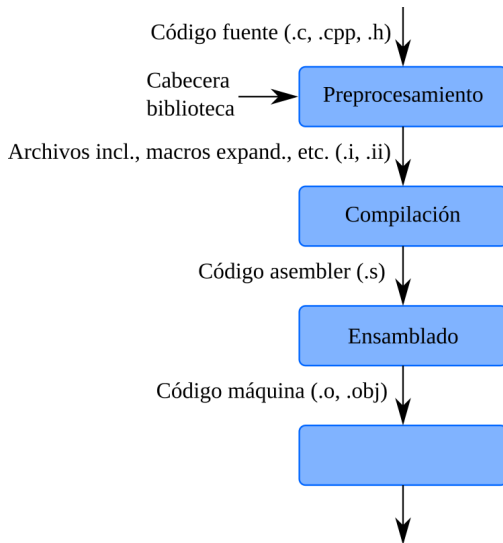 Código fuente (.c, .cpp, .h)
Cabecera
biblioteca
Preprocesamiento
Archivos incl., macros expand., etc. (.i, .ii)
Compilación
Código asembler (.s)
Ensamblado
Código máquina (.o, .obj)